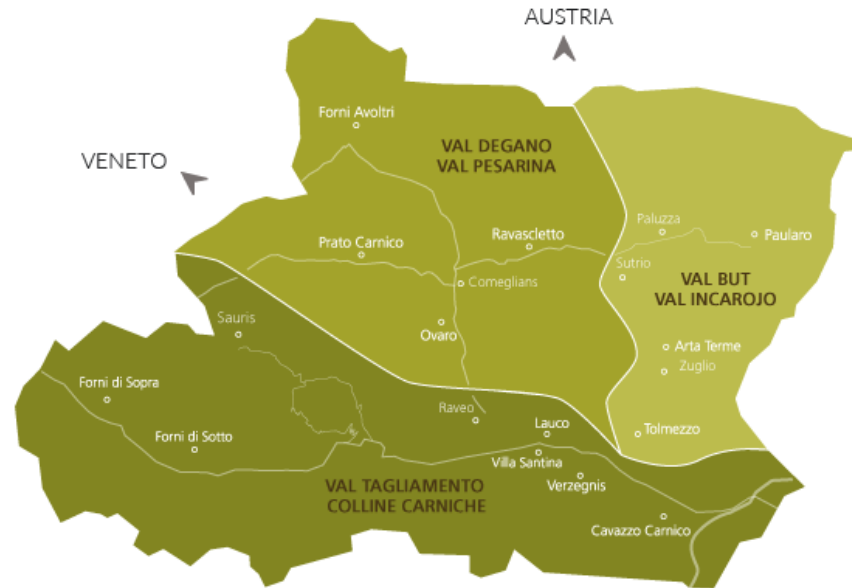 AUSTRIA
VENETO
Forni Avoltri
VAL DEGANO
VAL PESARINA
Prato Carnico
Ravascletto
Comeglians
Ovaro
Paluzza
Paularo
Sutrio
VAL BUT
VAL INCAROJO
Arta Terme
Zuglio
Tolmezzo
Sauris
Forni di Sopra
Forni di Sotto
Raveo
Lauco
Villa Santina
Verzegnis
VAL TAGLIAMENTO
COLLINE CARNICHE
Cavazzo Carnico